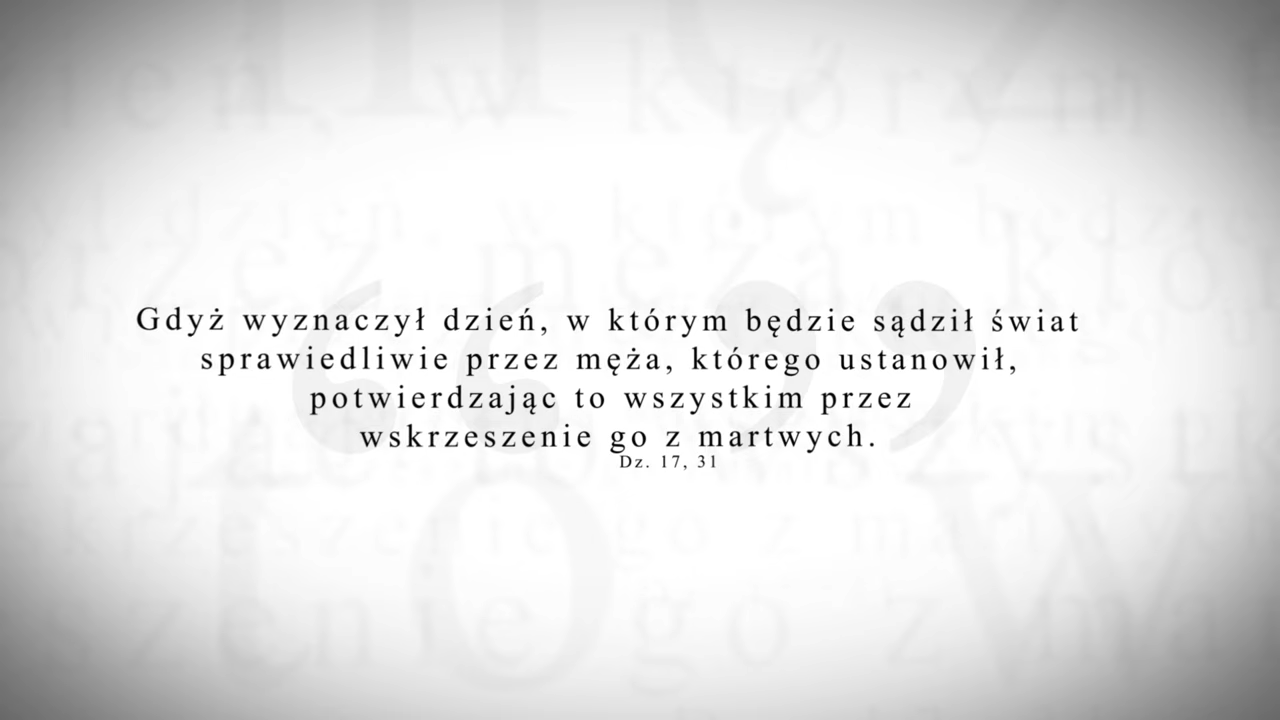 Gdyż wyznaczył dzień, w którym będzie sądził świat
sprawiedliwie przez męża, którego ustanowił,
potwierdzając to wszystkim przez
wskrzeszenie go z martwych.
Dz. 17, 31